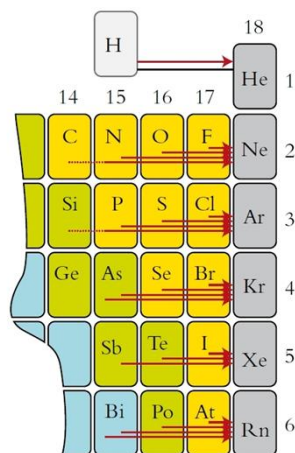 18
H
He 1
14 15 16 17
C N O F Ne 2
Si P S Cl Ar 3
Ge As Se Br Kr 4
Sb Te I Xe 5
Bi Po At Rn 6